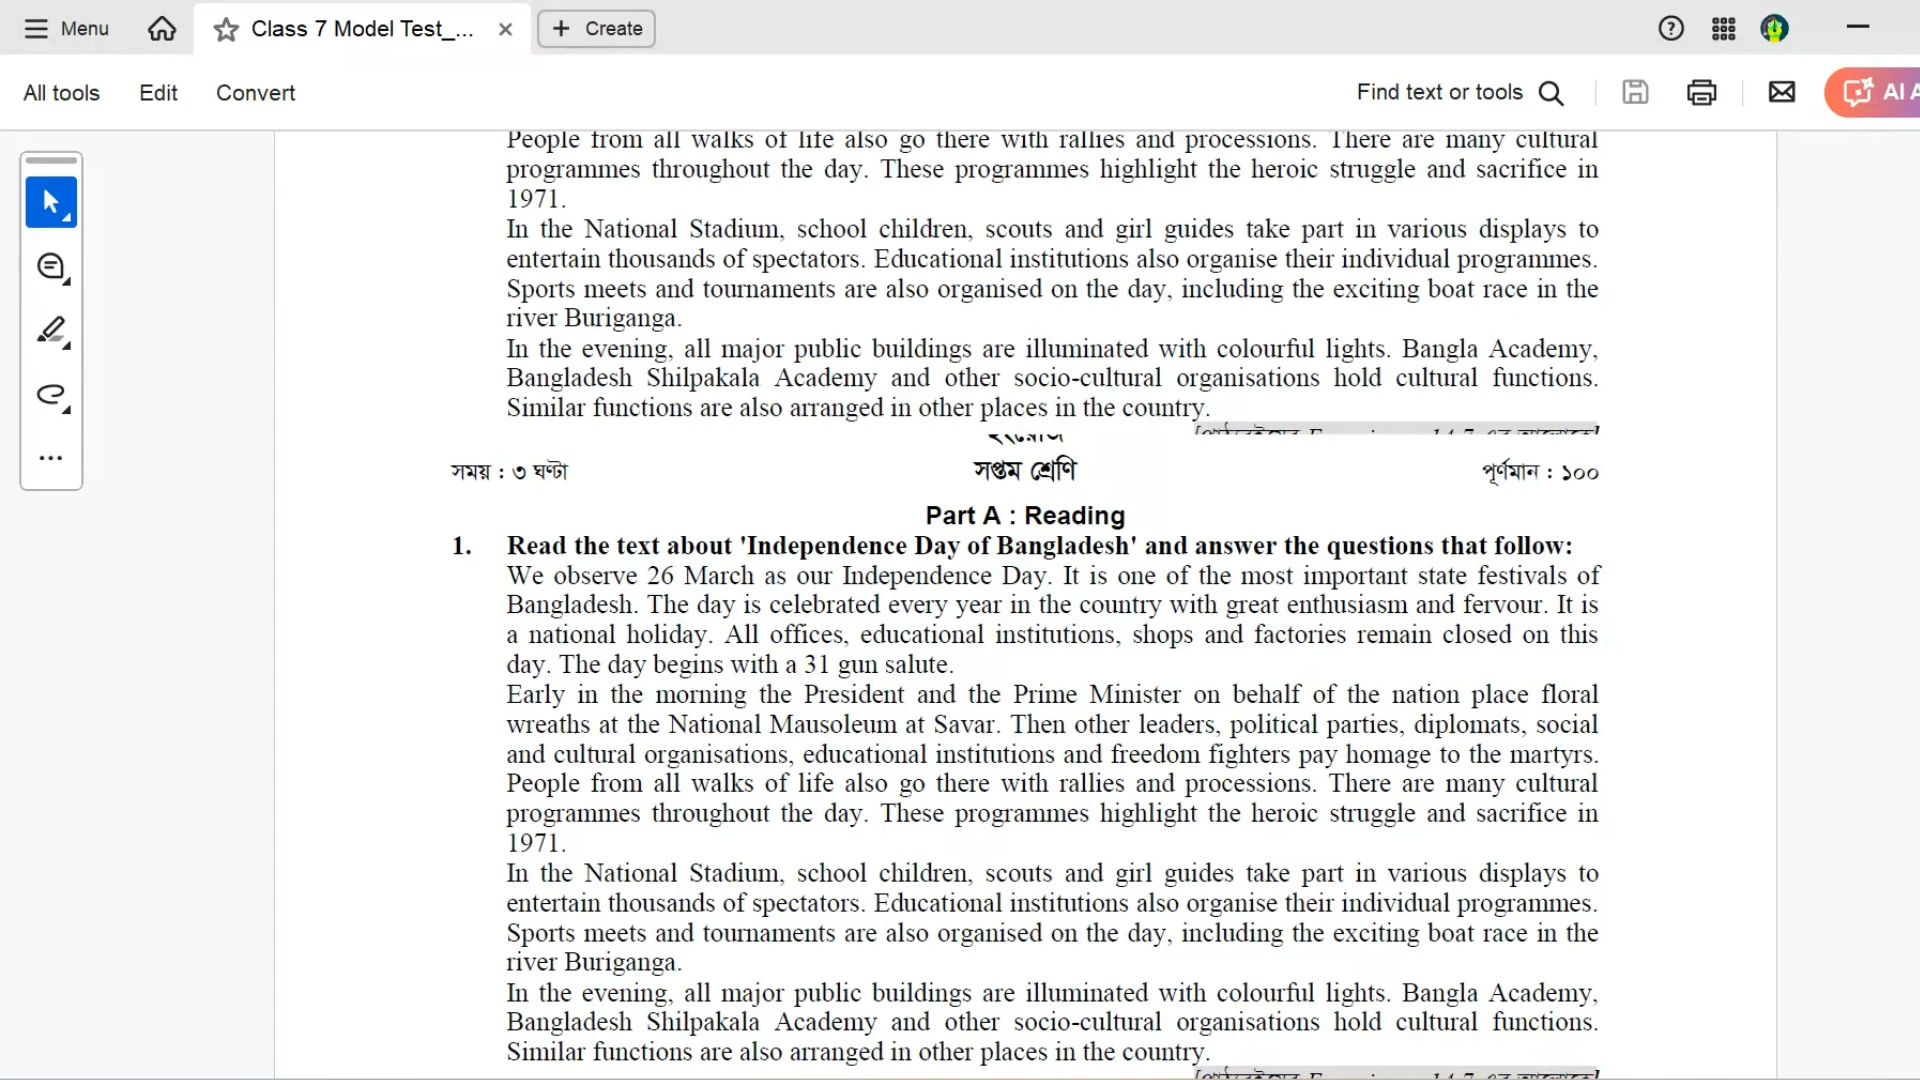 Menu
Class 7 Model Test_...
Create
All tools
Edit
Convert
Find text or tools
AI A
People from all walks of life also go there with rallies and processions. There are many cultural
programmes throughout the day. These programmes highlight the heroic struggle and sacrifice in
1971.
In the National Stadium, school children, scouts and girl guides take part in various displays to
entertain thousands of spectators. Educational institutions also organise their individual programmes.
Sports meets and tournaments are also organised on the day, including the exciting boat race in the
river Buriganga.
In the evening, all major public buildings are illuminated with colourful lights. Bangla Academy,
Bangladesh Shilpakala Academy and other socio-cultural organisations hold cultural functions.
Similar functions are also arranged in other places in the country.
সময় : ৩ ঘণ্টা
সপ্তম শ্রেণি
পূর্ণমান : ১০০
Part A : Reading
1. Read the text about 'Independence Day of Bangladesh' and answer the questions that follow:
We observe 26 March as our Independence Day. It is one of the most important state festivals of
Bangladesh. The day is celebrated every year in the country with great enthusiasm and fervour. It is
a national holiday. All offices, educational institutions, shops and factories remain closed on this
day. The day begins with a 31 gun salute.
Early in the morning the President and the Prime Minister on behalf of the nation place floral
wreaths at the National Mausoleum at Savar. Then other leaders, political parties, diplomats, social
and cultural organisations, educational institutions and freedom fighters pay homage to the martyrs.
People from all walks of life also go there with rallies and processions. There are many cultural
programmes throughout the day. These programmes highlight the heroic struggle and sacrifice in
1971.
In the National Stadium, school children, scouts and girl guides take part in various displays to
entertain thousands of spectators. Educational institutions also organise their individual programmes.
Sports meets and tournaments are also organised on the day, including the exciting boat race in the
river Buriganga.
In the evening, all major public buildings are illuminated with colourful lights. Bangla Academy,
Bangladesh Shilpakala Academy and other socio-cultural organisations hold cultural functions.
Similar functions are also arranged in other places in the country.